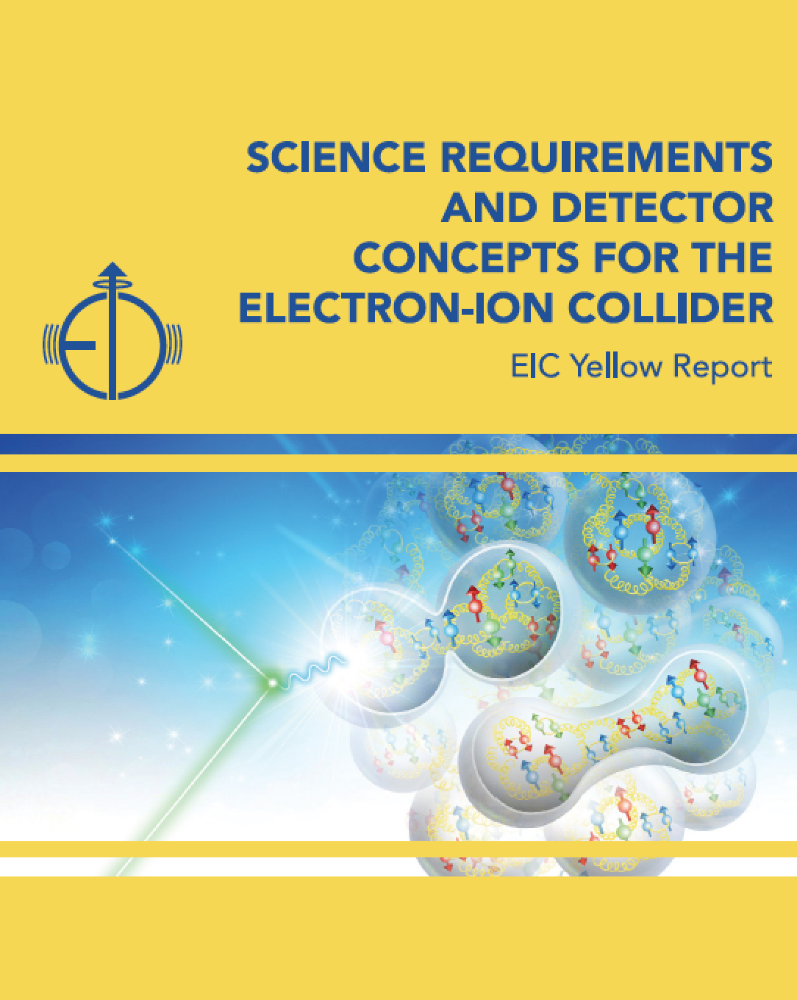 SCIENCE REQUIREMENTS
AND DETECTOR
CONCEPTS FOR THE
ELECTRON-ION COLLIDER
EIC Yellow Report